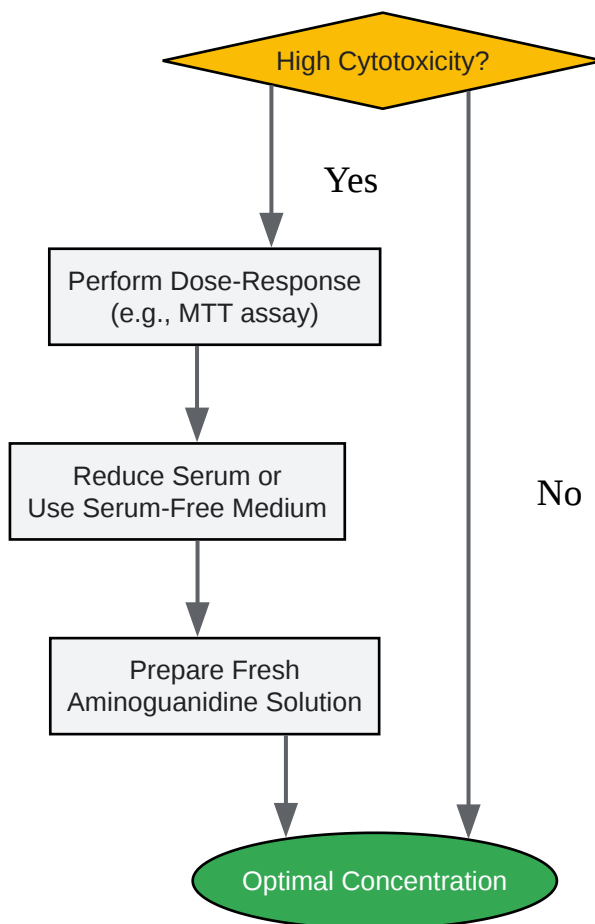 High Cytotoxicity?
Yes
Perform Dose-Response
(e.g., MTT assay)
Reduce Serum or
Use Serum-Free Medium
No
Prepare Fresh
Aminoguanidine Solution
Optimal Concentration